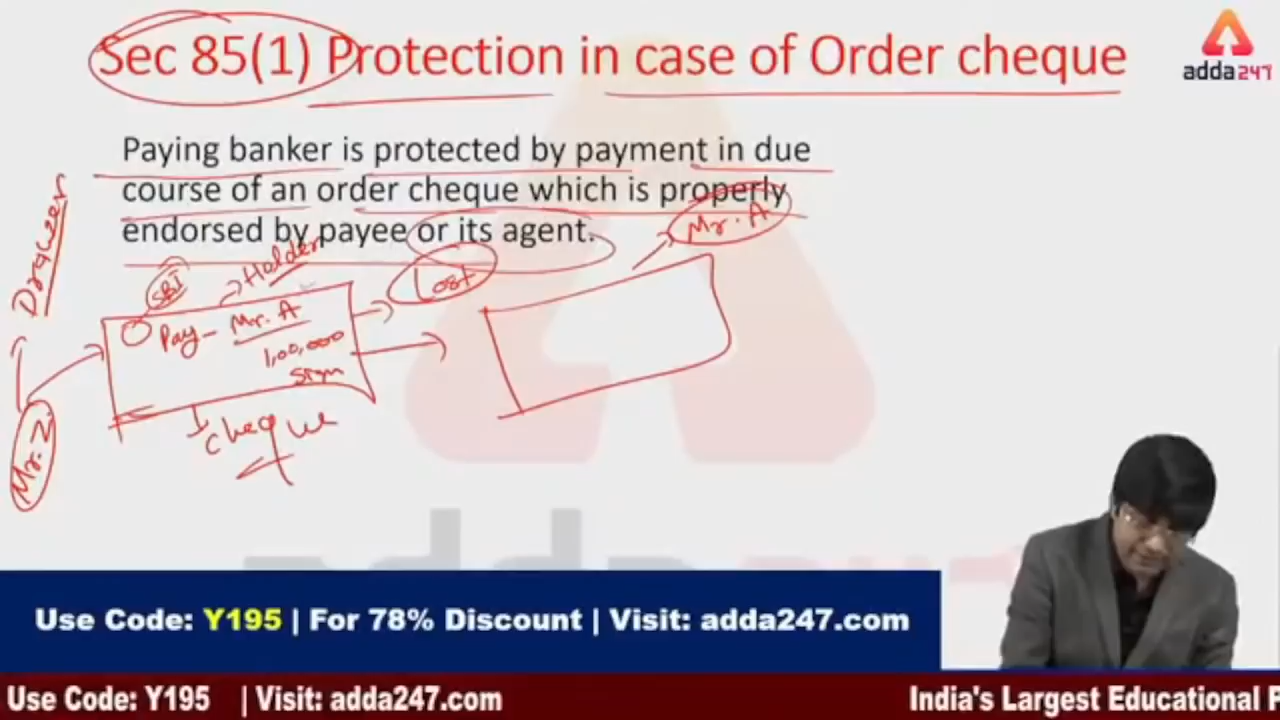 Sec 85(1) Protection in case of Order cheque
adda247
Paying banker is protected by payment in due
course of an order cheque which is properly
endorsed by payee or its agent.
Mr. A
Lost
Holder
SBI
Draweer
Pay - Mr. A
1,00,000
Sign
cheque
Mr. Z
Use Code: Y195 | For 78% Discount | Visit: adda247.com
Use Code: Y195 | Visit: adda247.com
India's Largest Educational P